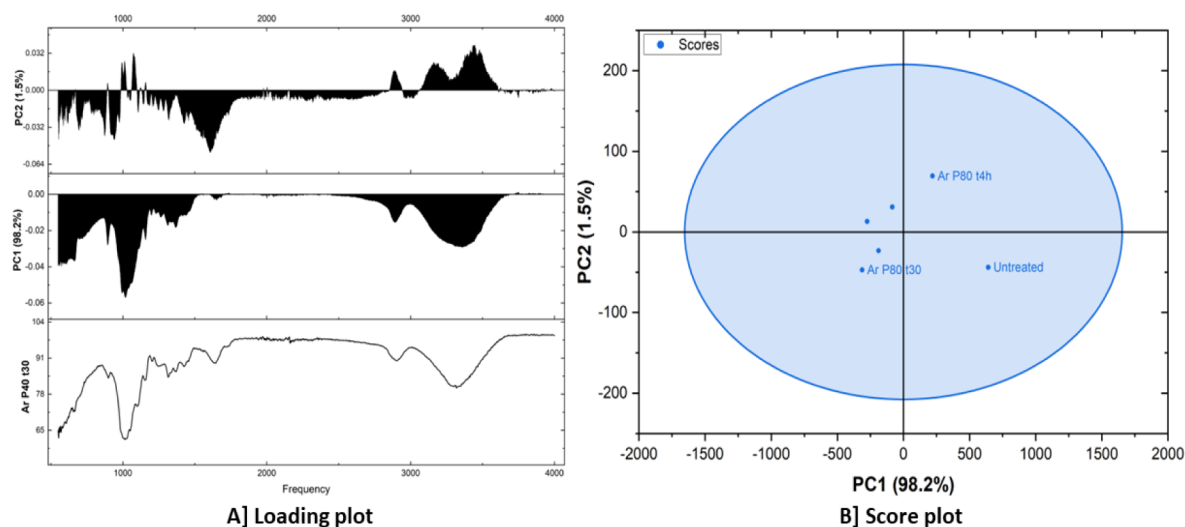 1000 2000 3000 4000
0.032
0.000
-0.032
-0.064
PC2 (1.5%)
0.00
-0.02
-0.04
-0.06
PC1 (98.2%)
104
91
78
65
Ar P40 t30
1000 2000 3000 4000
Frequency
A] Loading plot
Scores
200
100
0
-100
-200
PC2 (1.5%)
Ar P80 t4h
Ar P80 t30
Untreated
-2000 -1500 -1000 -500 0 500 1000 1500 2000
PC1 (98.2%)
B] Score plot